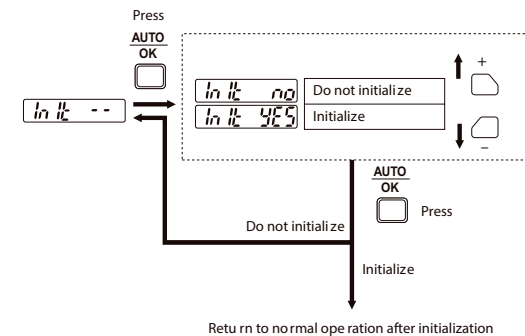 Press
AUTO
OK
Init --
Init no
Do not initialize
Init YES
Initialize
+
−
AUTO
OK
Press
Do not initialize
Initialize
Retu rn to no rmal ope ration after initialization